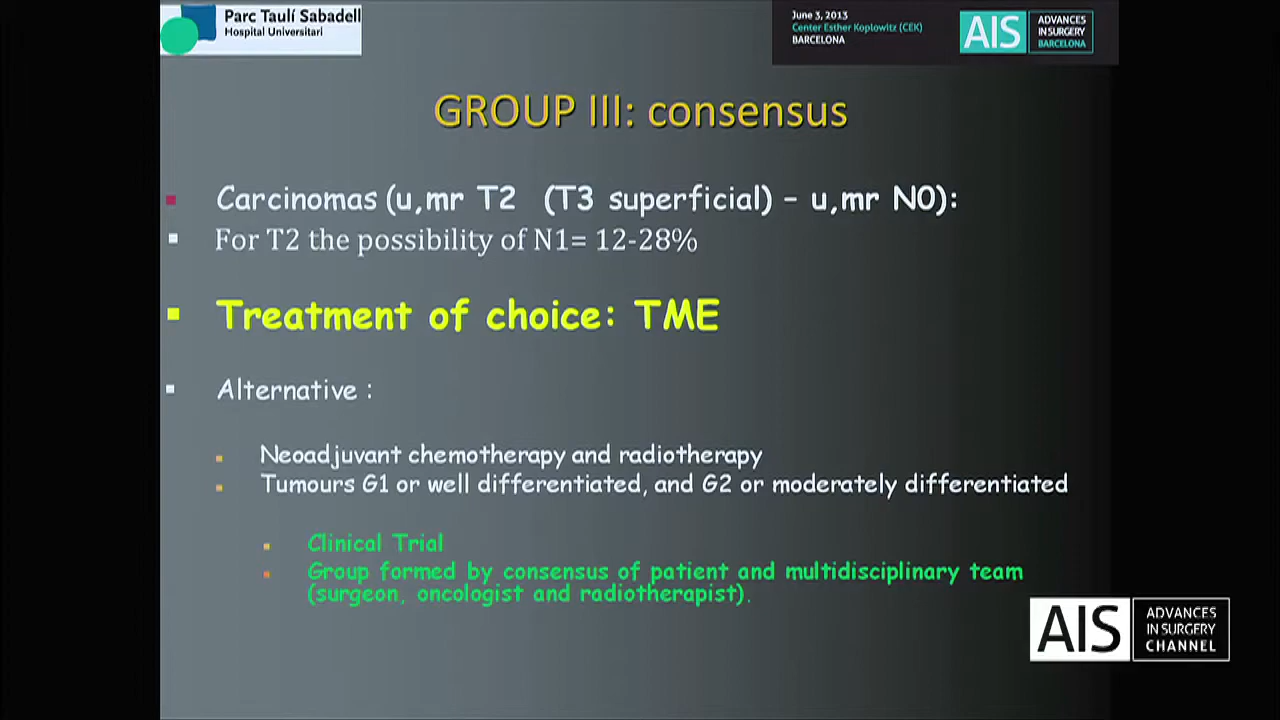 Parc Taulí Sabadell
Hospital Universitari
June 3, 2013
Center Esther Koplowitz (CEK)
BARCELONA
AIS
ADVANCES
IN SURGERY
BARCELONA
GROUP III: consensus
Carcinomas (u,mr T2 (T3 superficial) – u,mr N0):
For T2 the possibility of N1= 12-28%
Treatment of choice: TME
Alternative :
Neoadjuvant chemotherapy and radiotherapy
Tumours G1 or well differentiated, and G2 or moderately differentiated
Clinical Trial
Group formed by consensus of patient and multidisciplinary team
(surgeon, oncologist and radiotherapist).
AIS
ADVANCES
IN SURGERY
CHANNEL